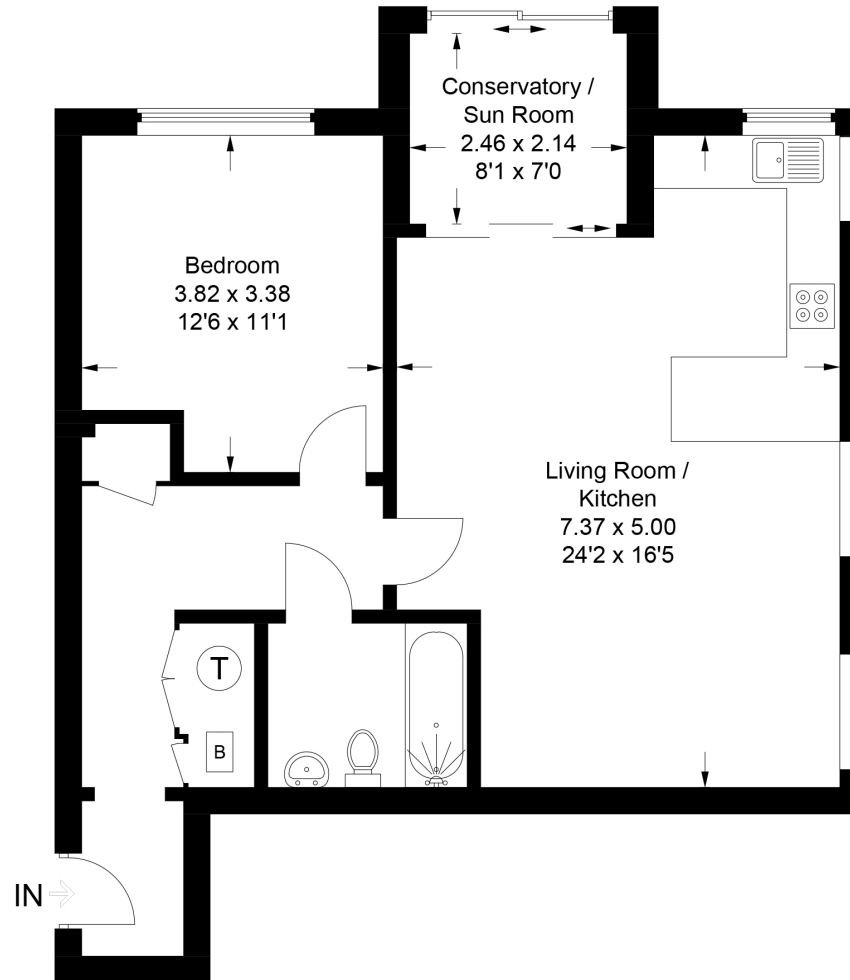 Conservatory /
Sun Room
2.46 x 2.14
8'1 x 7'0
Bedroom
3.82 x 3.38
12'6 x 11'1
Living Room /
Kitchen
7.37 x 5.00
24'2 x 16'5
T
B
IN